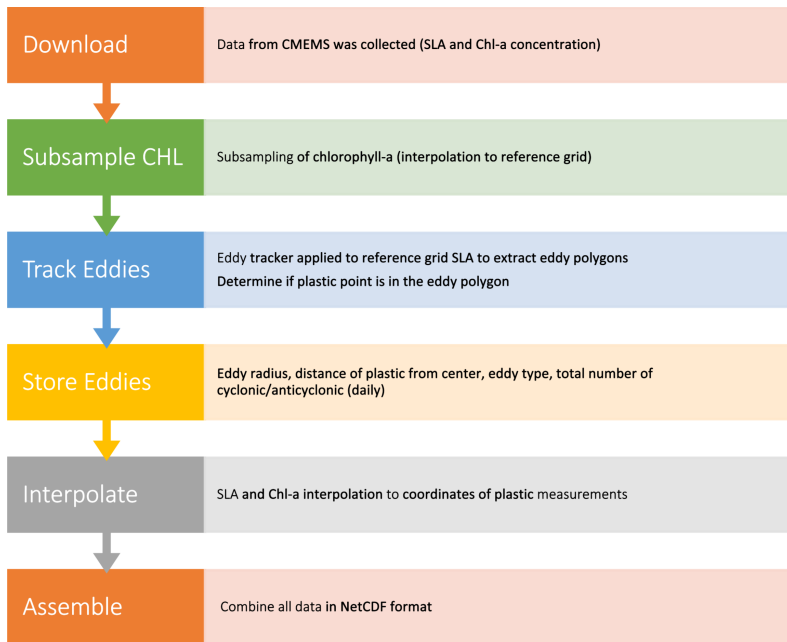 Download
Data from CMEMS was collected (SLA and Chl-a concentration)
Subsample CHL
Subsampling of chlorophyll-a (interpolation to reference grid)
Track Eddies
Eddy tracker applied to reference grid SLA to extract eddy polygons
Determine if plastic point is in the eddy polygon
Store Eddies
Eddy radius, distance of plastic from center, eddy type, total number of
cyclonic/anticyclonic (daily)
Interpolate
SLA and Chl-a interpolation to coordinates of plastic measurements
Assemble
Combine all data in NetCDF format